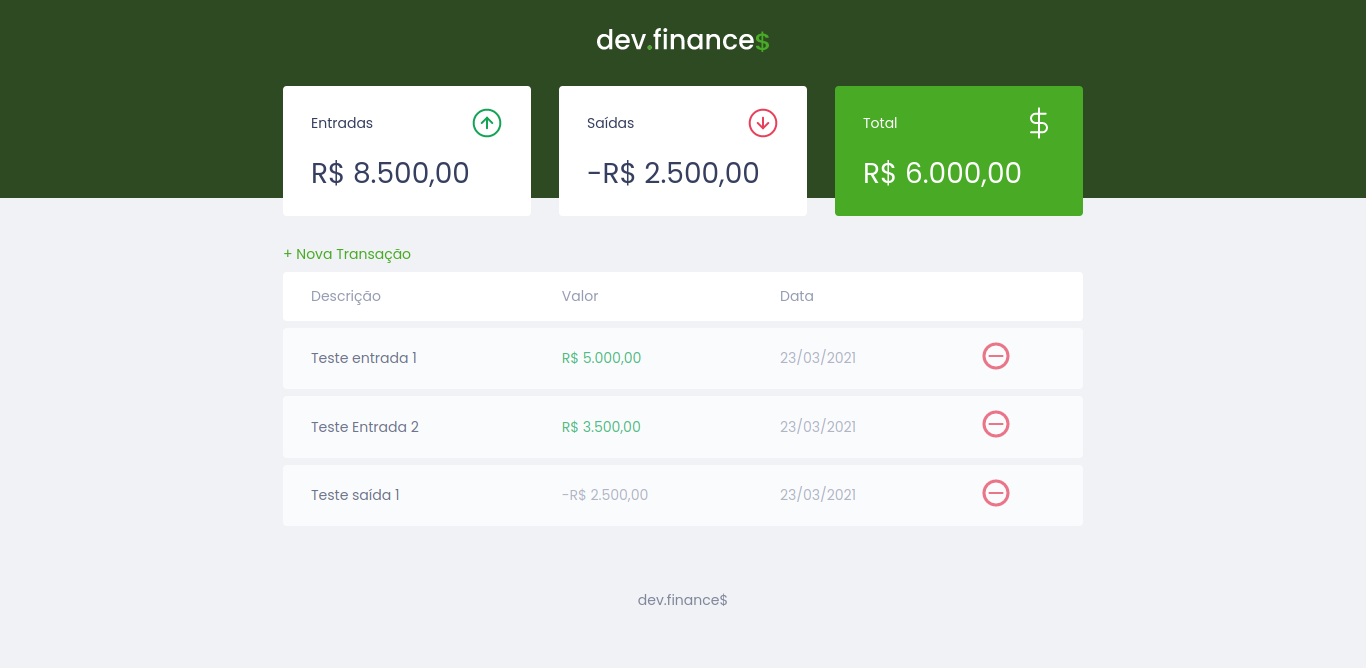 dev.finance$
Entradas
R$ 8.500,00
Saídas
-R$ 2.500,00
Total
$
R$ 6.000,00
+ Nova Transação
Descrição Valor Data
Teste entrada 1 R$ 5.000,00 23/03/2021
Teste Entrada 2 R$ 3.500,00 23/03/2021
Teste saída 1 -R$ 2.500,00 23/03/2021
dev.finance$